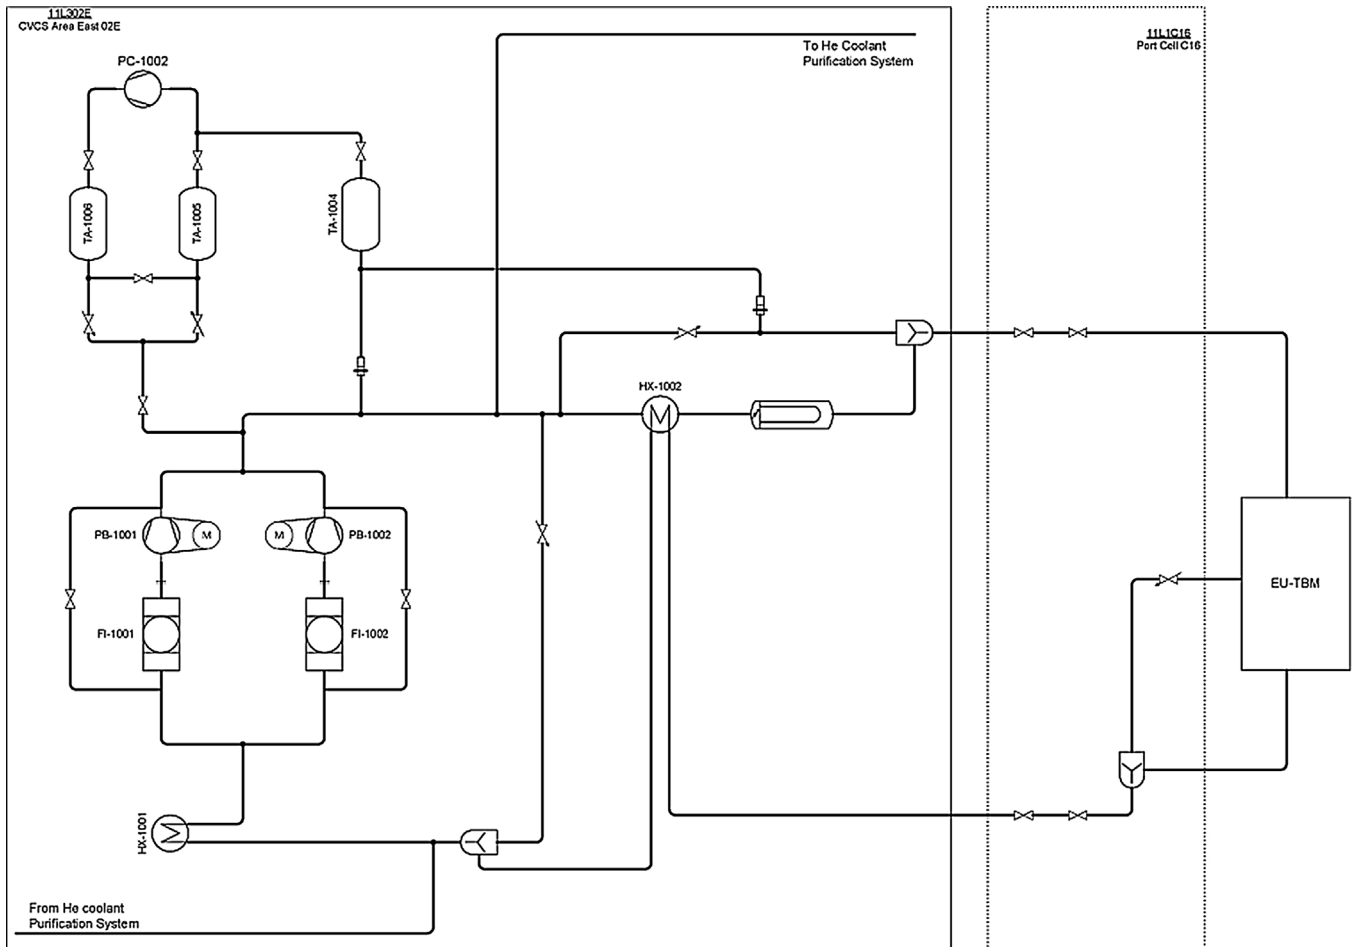 11L302E
CVCS Area East 02E
To He Coolant
Purification System
11L1C16
Port Cell C16
PC-1002
TA-1006
TA-1005
TA-1004
HX-1002
PB-1001
M
M
PB-1002
EU-TBM
FI-1001
FI-1002
HX-1001
From He coolant
Purification System